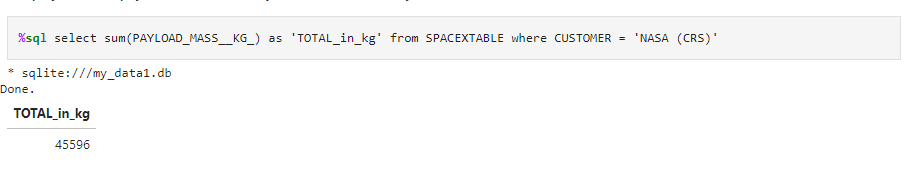 %sql select sum(PAYLOAD_MASS__KG_) as 'TOTAL_in_kg' from SPACEXTABLE where CUSTOMER = 'NASA (CRS)'
* sqlite:///my_data1.db
Done.
TOTAL_in_kg
45596